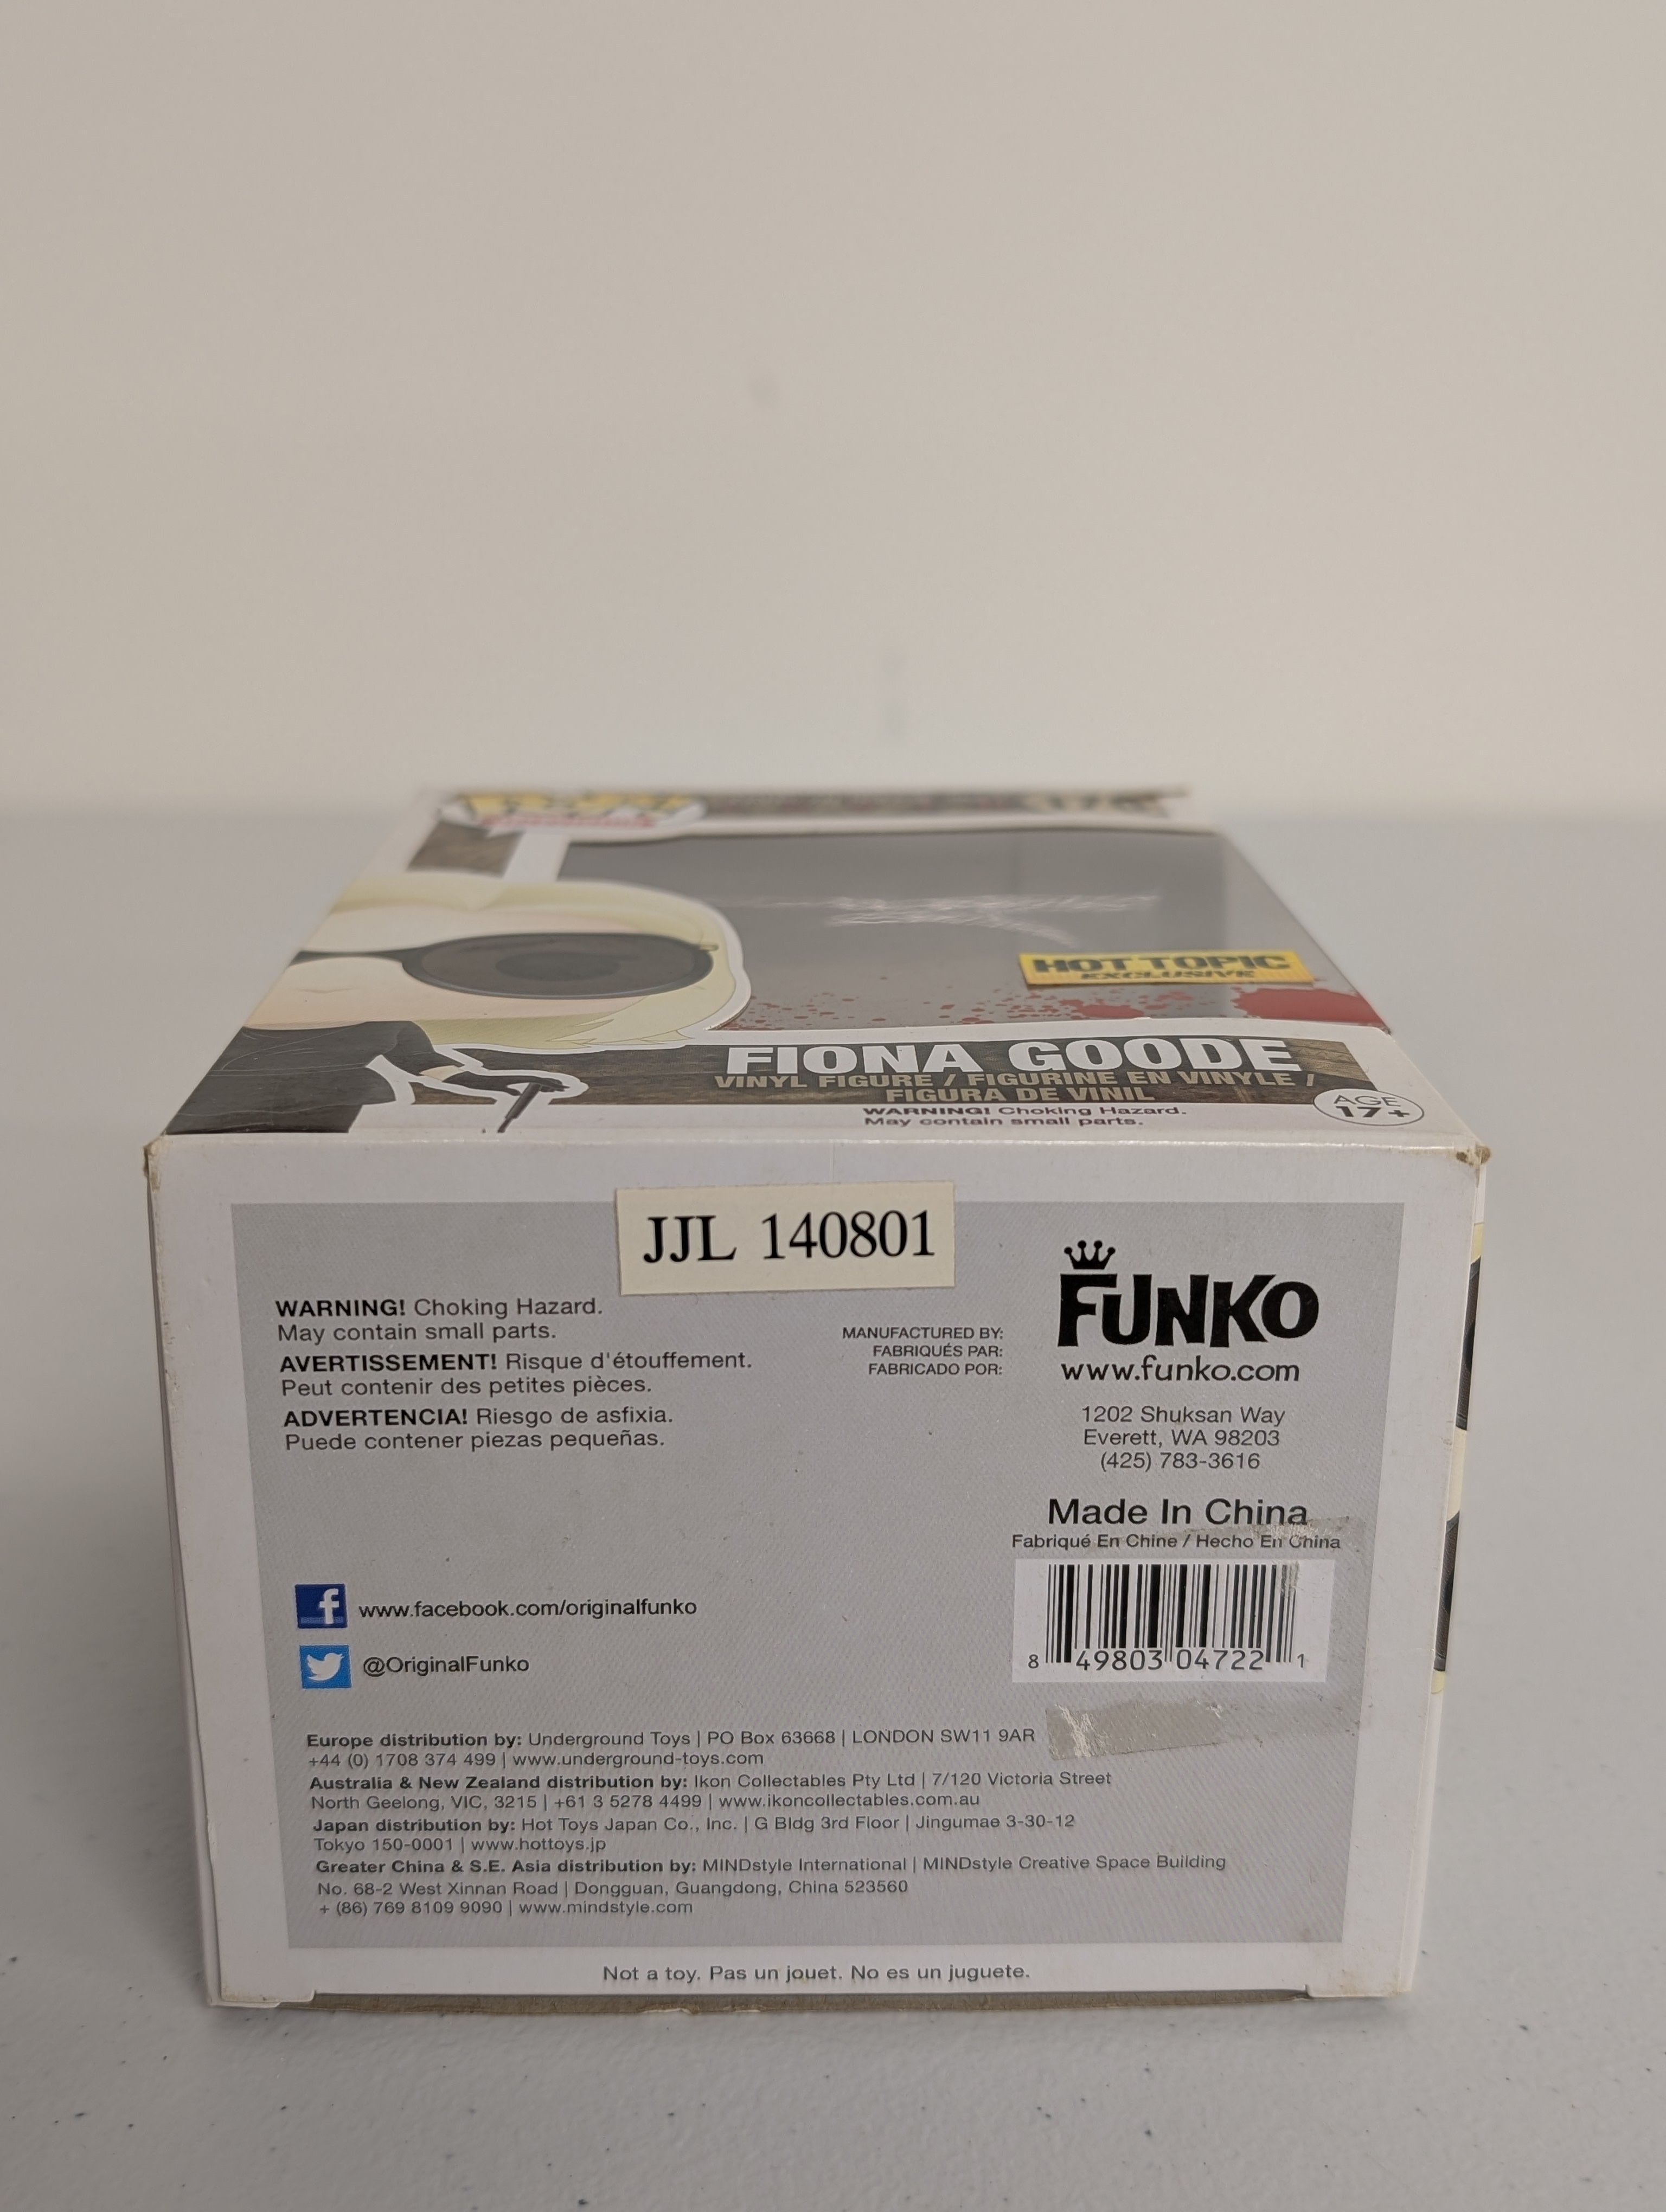 HOT TOPIC
EXCLUSIVE
FIONA GOODE
VINYL FIGURE / FIGURINE EN VINYLE /
FIGURA DE VINIL
WARNING! Choking Hazard.
May contain small parts.
AGE
17+
JJL 140801
WARNING! Choking Hazard.
May contain small parts.
AVERTISSEMENT! Risque d'étouffement.
Peut contenir des petites pièces.
ADVERTENCIA! Riesgo de asfixia.
Puede contener piezas pequeñas.
MANUFACTURED BY:
FABRIQUÉS PAR:
FABRICADO POR:
FUNKO
www.funko.com
1202 Shuksan Way
Everett, WA 98203
(425) 783-3616
Made In China
Fabriqué En Chine / Hecho En China
8 49803 04722 1
f www.facebook.com/originalfunko
@OriginalFunko
Europe distribution by: Underground Toys | PO Box 63668 | LONDON SW11 9AR
+44 (0) 1708 374 499 | www.underground-toys.com
Australia & New Zealand distribution by: Ikon Collectables Pty Ltd | 7/120 Victoria Street
North Geelong, VIC, 3215 | +61 3 5278 4499 | www.ikoncollectables.com.au
Japan distribution by: Hot Toys Japan Co., Inc. | G Bldg 3rd Floor | Jingumae 3-30-12
Tokyo 150-0001 | www.hottoys.jp
Greater China & S.E. Asia distribution by: MINDstyle International | MINDstyle Creative Space Building
No. 68-2 West Xinnan Road | Dongguan, Guangdong, China 523560
+ (86) 769 8109 9090 | www.mindstyle.com
Not a toy. Pas un jouet. No es un juguete.